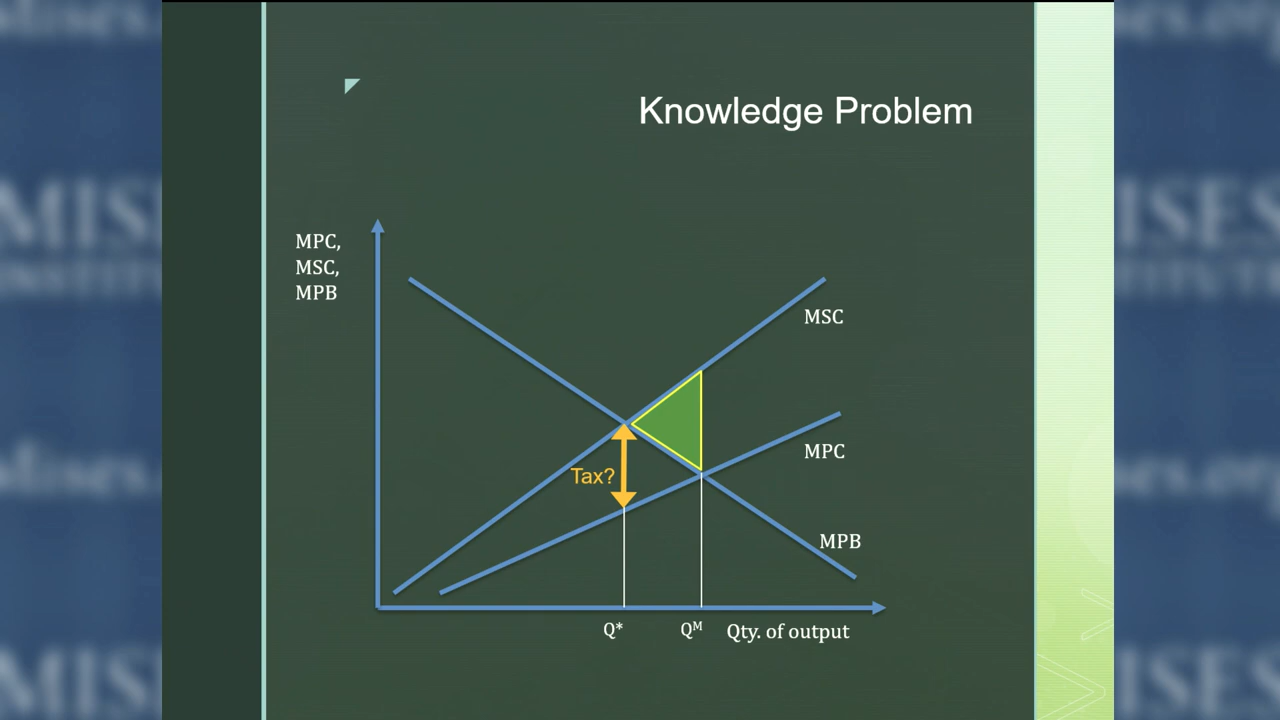 Knowledge Problem
MPC,
MSC,
MPB
MSC
MPC
Tax?
MPB
Q*
Qᴹ
Qty. of output